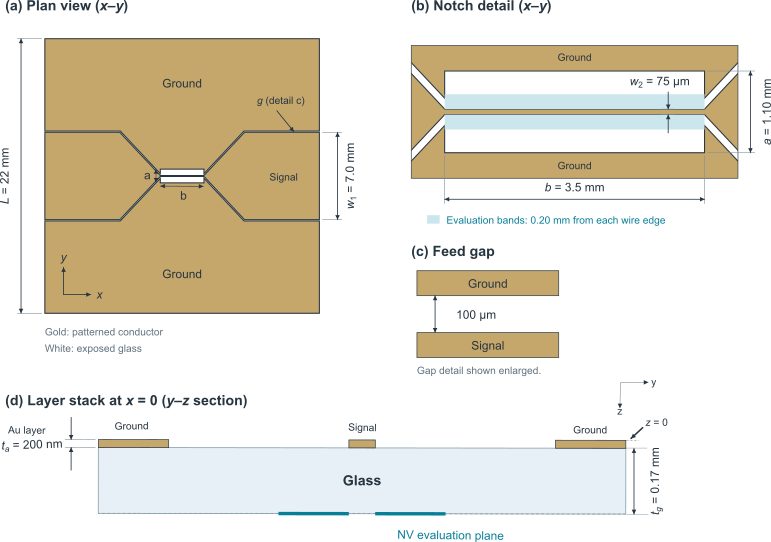 (a) Plan view (x–y)
Ground
g (detail c)
L = 22 mm
a
b
Signal
w₁ = 7.0 mm
y
x
Ground
Gold: patterned conductor
White: exposed glass
(b) Notch detail (x–y)
Ground
w₂ = 75 µm
a = 1.10 mm
Ground
b = 3.5 mm
Evaluation bands: 0.20 mm from each wire edge
(c) Feed gap
Ground
100 µm
Signal
Gap detail shown enlarged.
(d) Layer stack at x = 0 (y–z section)
y
z
Au layer
tₐ = 200 nm
Ground
Signal
Ground
z = 0
Glass
t_g = 0.17 mm
NV evaluation plane